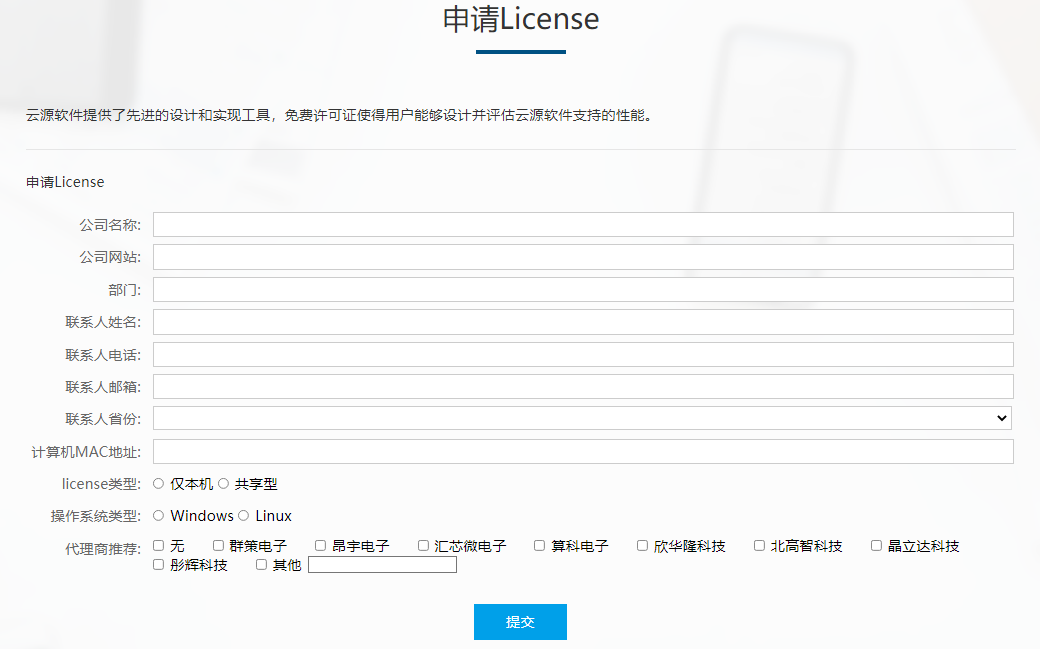 申请License
云源软件提供了先进的设计和实现工具，免费许可证使得用户能够设计并评估云源软件支持的性能。
申请License
公司名称:
公司网站:
部门:
联系人姓名:
联系人电话:
联系人邮箱:
联系人省份:
计算机MAC地址:
license类型: 仅本机 共享型
操作系统类型: Windows Linux
代理商推荐: 无 群策电子 昂宇电子 汇芯微电子 算科电子 欣华隆科技 北高智科技 晶立达科技
彤辉科技 其他
提交